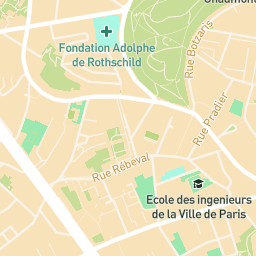 Fondation Adolphe
de Rothschild
Rue Botzaris
Rue Pradier
Rue Rébeval
Ecole des ingenieurs
de la Ville de Paris